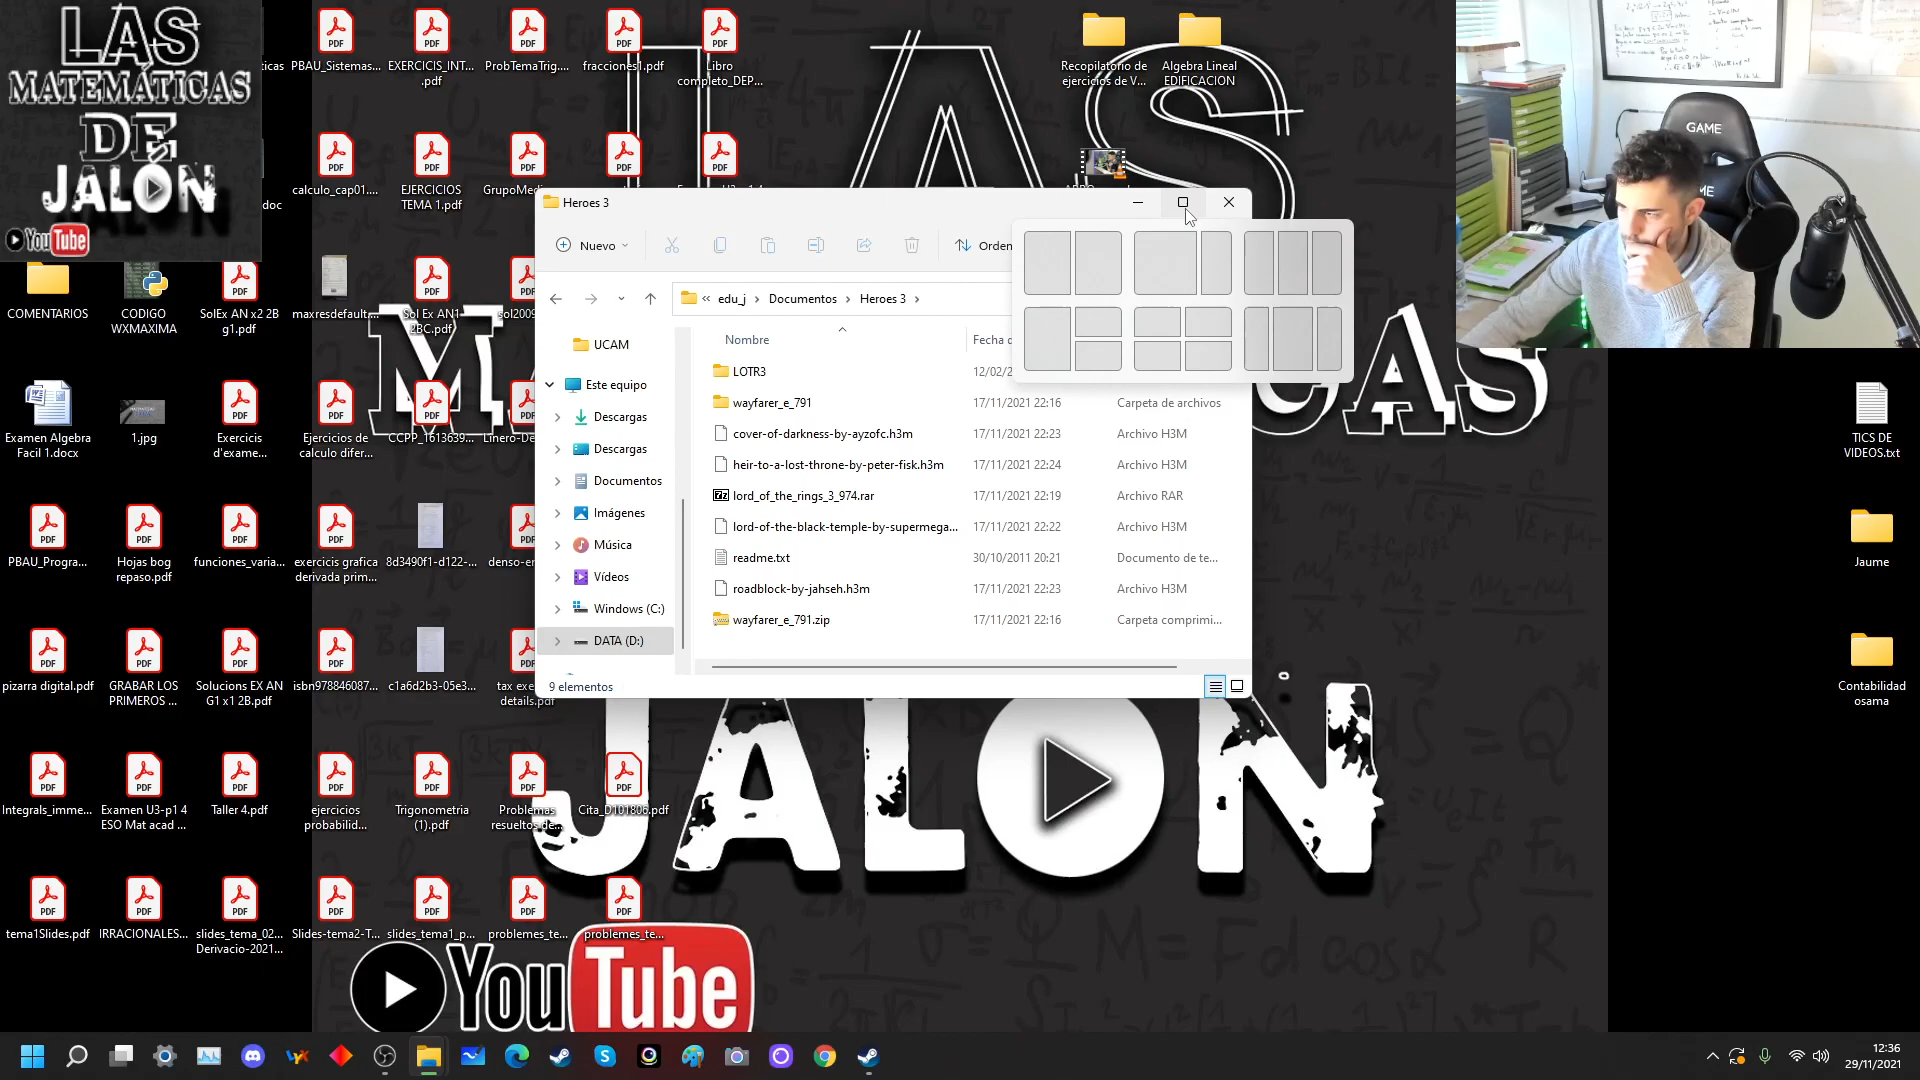 LAS
MATEMÁTICAS
DE
JALÓN
YouTube
PBAU_Sistemas...
EXERCICIS_INT...
.pdf
ProbTemaTrig....
fracciones1.pdf
Libro
completo_DEP...
Recopilatorio de
ejercicios de V...
Algebra Lineal
EDIFICACION
GAME
calculo_cap01....
EJERCICIOS
TEMA 1.pdf
Heroes 3
Nuevo
edu_j
Documentos
Heroes 3
Nombre
UCAM
Este equipo
Descargas
Descargas
Documentos
Imágenes
Música
Vídeos
Windows (C:)
DATA (D:)
LOTR3
wayfarer_e_791 17/11/2021 22:16 Carpeta de archivos
cover-of-darkness-by-ayzofc.h3m 17/11/2021 22:23 Archivo H3M
heir-to-a-lost-throne-by-peter-fisk.h3m 17/11/2021 22:24 Archivo H3M
lord_of_the_rings_3_974.rar 17/11/2021 22:19 Archivo RAR
lord-of-the-black-temple-by-supermega... 17/11/2021 22:22 Archivo H3M
readme.txt 30/10/2011 20:21 Documento de te...
roadblock-by-jahseh.h3m 17/11/2021 22:23 Archivo H3M
wayfarer_e_791.zip 17/11/2021 22:16 Carpeta comprimi...
9 elementos
COMENTARIOS
CODIGO
WXMAXIMA
SolEx AN x2 2B
g1.pdf
maxresdefault....
Sol Ex AN1
2BC.pdf
Examen Algebra
Facil 1.docx
1.jpg
Exercicis
d'exame...
Ejercicios de
calculo difer...
CCPP_1613639...
TICS DE
VIDEOS.txt
PBAU_Progra...
Hojas bog
repaso.pdf
funciones_varia...
exercicis grafica
derivada prim...
8d3490f1-d122-...
Jaume
pizarra digital.pdf
GRABAR LOS
PRIMEROS ...
Solucions EX AN
G1 x1 2B.pdf
isbn978846087...
c1a6d2b3-05e3...
details.pdf
Contabilidad
osama
Integrals_imme...
Examen U3-p1 4
ESO Mat acad ...
Taller 4.pdf
ejercicios
probabilid...
Trigonometria
(1).pdf
Problemas
resueltos de...
Cita_D101806.pdf
tema1Slides.pdf
IRRACIONALES...
slides_tema_02...
Derivacio-2021...
Slides-tema2-T...
slides_tema1_p...
problemes_te...
problemes_te...
JALÓN
YouTube
12:36
29/11/2021